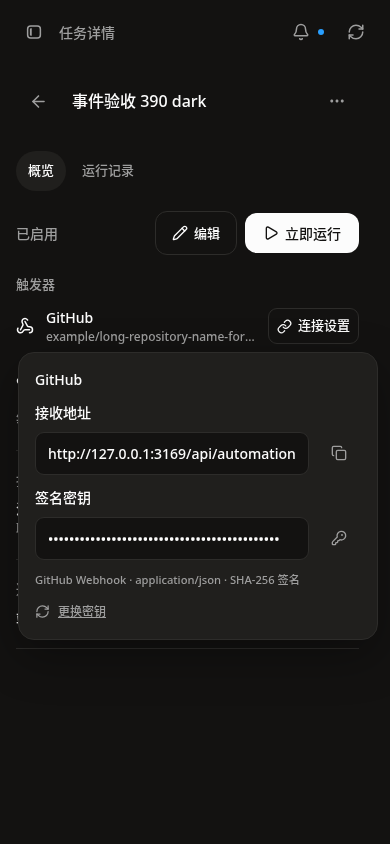 任务详情
事件验收 390 dark
概览
运行记录
已启用
编辑
立即运行
触发器
GitHub
example/long-repository-name-for...
连接设置
GitHub
接收地址
http://127.0.0.1:3169/api/automation
签名密钥
••••••••••••••••••••••••••••••••••••••••••••
GitHub Webhook · application/json · SHA-256 签名
更换密钥